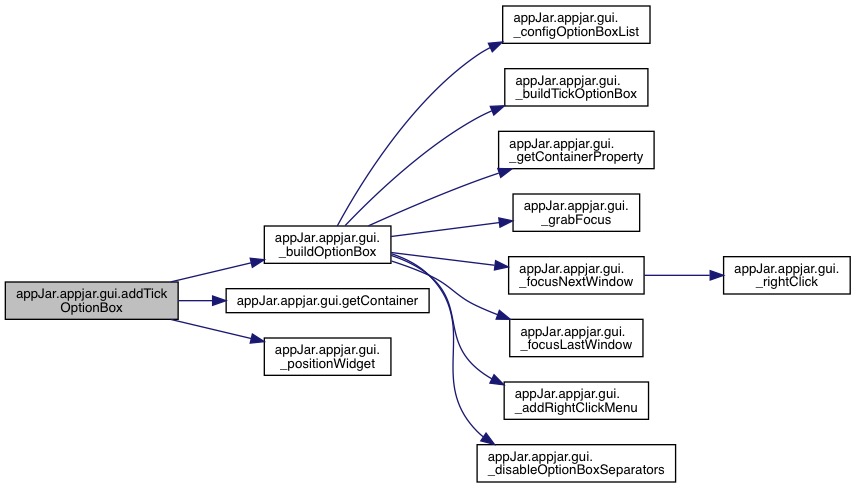 appJar.appjar.gui.
_configOptionBoxList
appJar.appjar.gui.
_buildTickOptionBox
appJar.appjar.gui.
_getContainerProperty
appJar.appjar.gui.
_grabFocus
appJar.appjar.gui.
_buildOptionBox
appJar.appjar.gui.
_focusNextWindow
appJar.appjar.gui.
_rightClick
appJar.appjar.gui.addTick
OptionBox
appJar.appjar.gui.getContainer
appJar.appjar.gui.
_focusLastWindow
appJar.appjar.gui.
_positionWidget
appJar.appjar.gui.
_addRightClickMenu
appJar.appjar.gui.
_disableOptionBoxSeparators